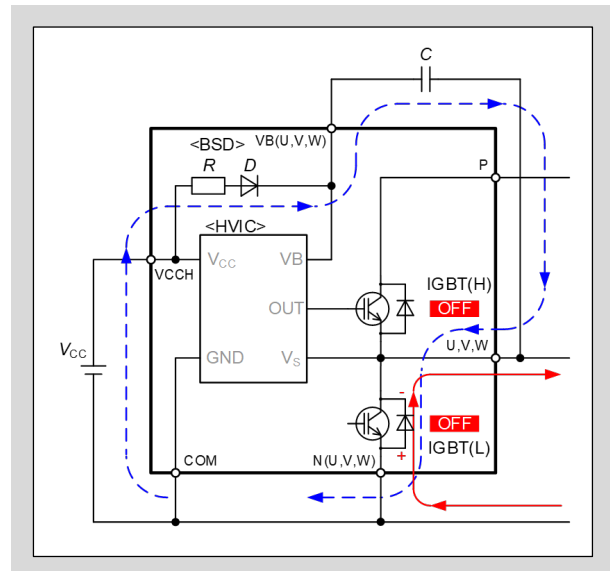 C
VB(U,V,W)
<BSD>
R
D
P
<HVIC>
VCCH
VCC
VB
IGBT(H)
OFF
OUT
U,V,W
VCC
GND
VS
-
OFF
+
IGBT(L)
COM
N(U,V,W)